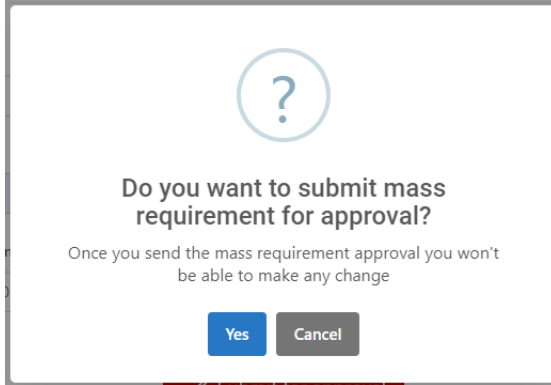 ?
Do you want to submit mass
requirement for approval?
Once you send the mass requirement approval you won't
be able to make any change
Yes
Cancel